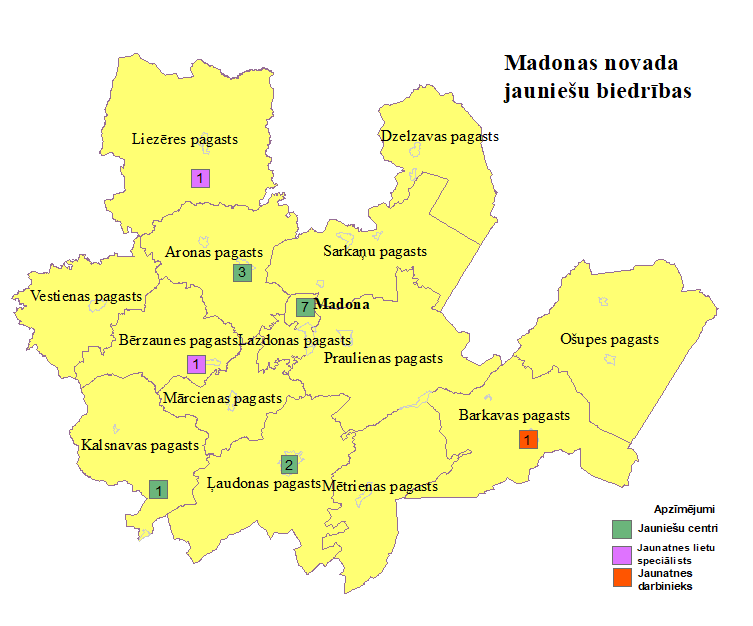 Madonas novada
jauniešu biedrības
Dzelzavas pagasts
Liezēres pagasts
1
Aronas pagasts
Sarkaņu pagasts
3
Vestienas pagasts
7 Madona
Bērzaunes pagasts
Lazdonas pagasts
Ošupes pagasts
Praulienas pagasts
1
Mārcienas pagasts
Barkavas pagasts
1
Kalsnavas pagasts
2
Ļaudonas pagasts
Mētrienas pagasts
1
Apzīmējumi
Jauniešu centri
Jaunatnes lietu
speciālists
Jaunatnes
darbinieks